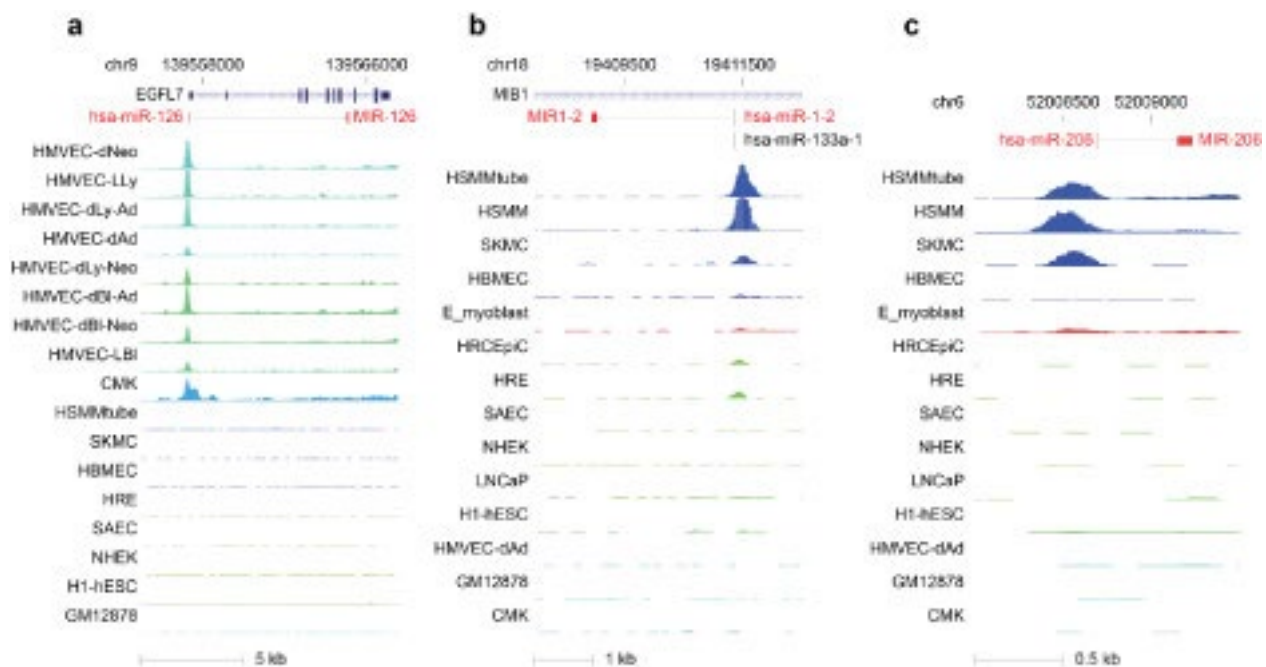 a
chr9 139558000 139566000
EGFL7
hsa-miR-126 MIR-126
HMVEC-dNeo
HMVEC-LLy
HMVEC-dLy-Ad
HMVEC-dAd
HMVEC-dLy-Neo
HMVEC-dBl-Ad
HMVEC-dBl-Neo
HMVEC-LBl
CMK
HSMMtube
SKMC
HBMEC
HRE
SAEC
NHEK
H1-hESC
GM12878
5 kb
b
chr18 19409500 19411500
MIB1
MIR1-2 hsa-miR-1-2
hsa-miR-133a-1
HSMMtube
HSMM
SKMC
HBMEC
E_myoblast
HRCEpiC
HRE
SAEC
NHEK
LNCaP
H1-hESC
HMVEC-dAd
GM12878
CMK
1 kb
c
chr6 52008500 52009000
hsa-miR-206 MIR-206
HSMMtube
HSMM
SKMC
HBMEC
E_myoblast
HRCEpiC
HRE
SAEC
NHEK
LNCaP
H1-hESC
HMVEC-dAd
GM12878
CMK
0.5 kb